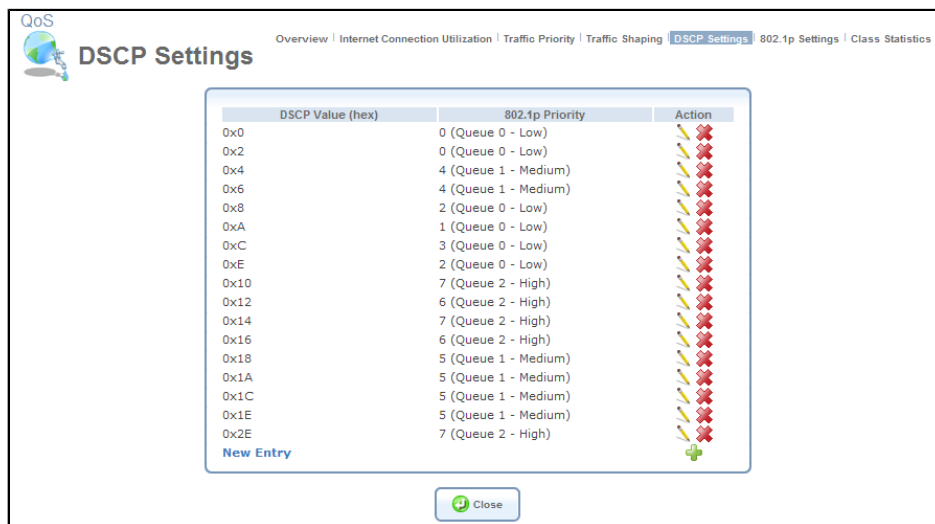 QoS
DSCP Settings
Overview | Internet Connection Utilization | Traffic Priority | Traffic Shaping | DSCP Settings | 802.1p Settings | Class Statistics
DSCP Value (hex) 802.1p Priority Action
0x0 0 (Queue 0 - Low)
0x2 0 (Queue 0 - Low)
0x4 4 (Queue 1 - Medium)
0x6 4 (Queue 1 - Medium)
0x8 2 (Queue 0 - Low)
0xA 1 (Queue 0 - Low)
0xC 3 (Queue 0 - Low)
0xE 2 (Queue 0 - Low)
0x10 7 (Queue 2 - High)
0x12 6 (Queue 2 - High)
0x14 7 (Queue 2 - High)
0x16 6 (Queue 2 - High)
0x18 5 (Queue 1 - Medium)
0x1A 5 (Queue 1 - Medium)
0x1C 5 (Queue 1 - Medium)
0x1E 5 (Queue 1 - Medium)
0x2E 7 (Queue 2 - High)
New Entry
Close